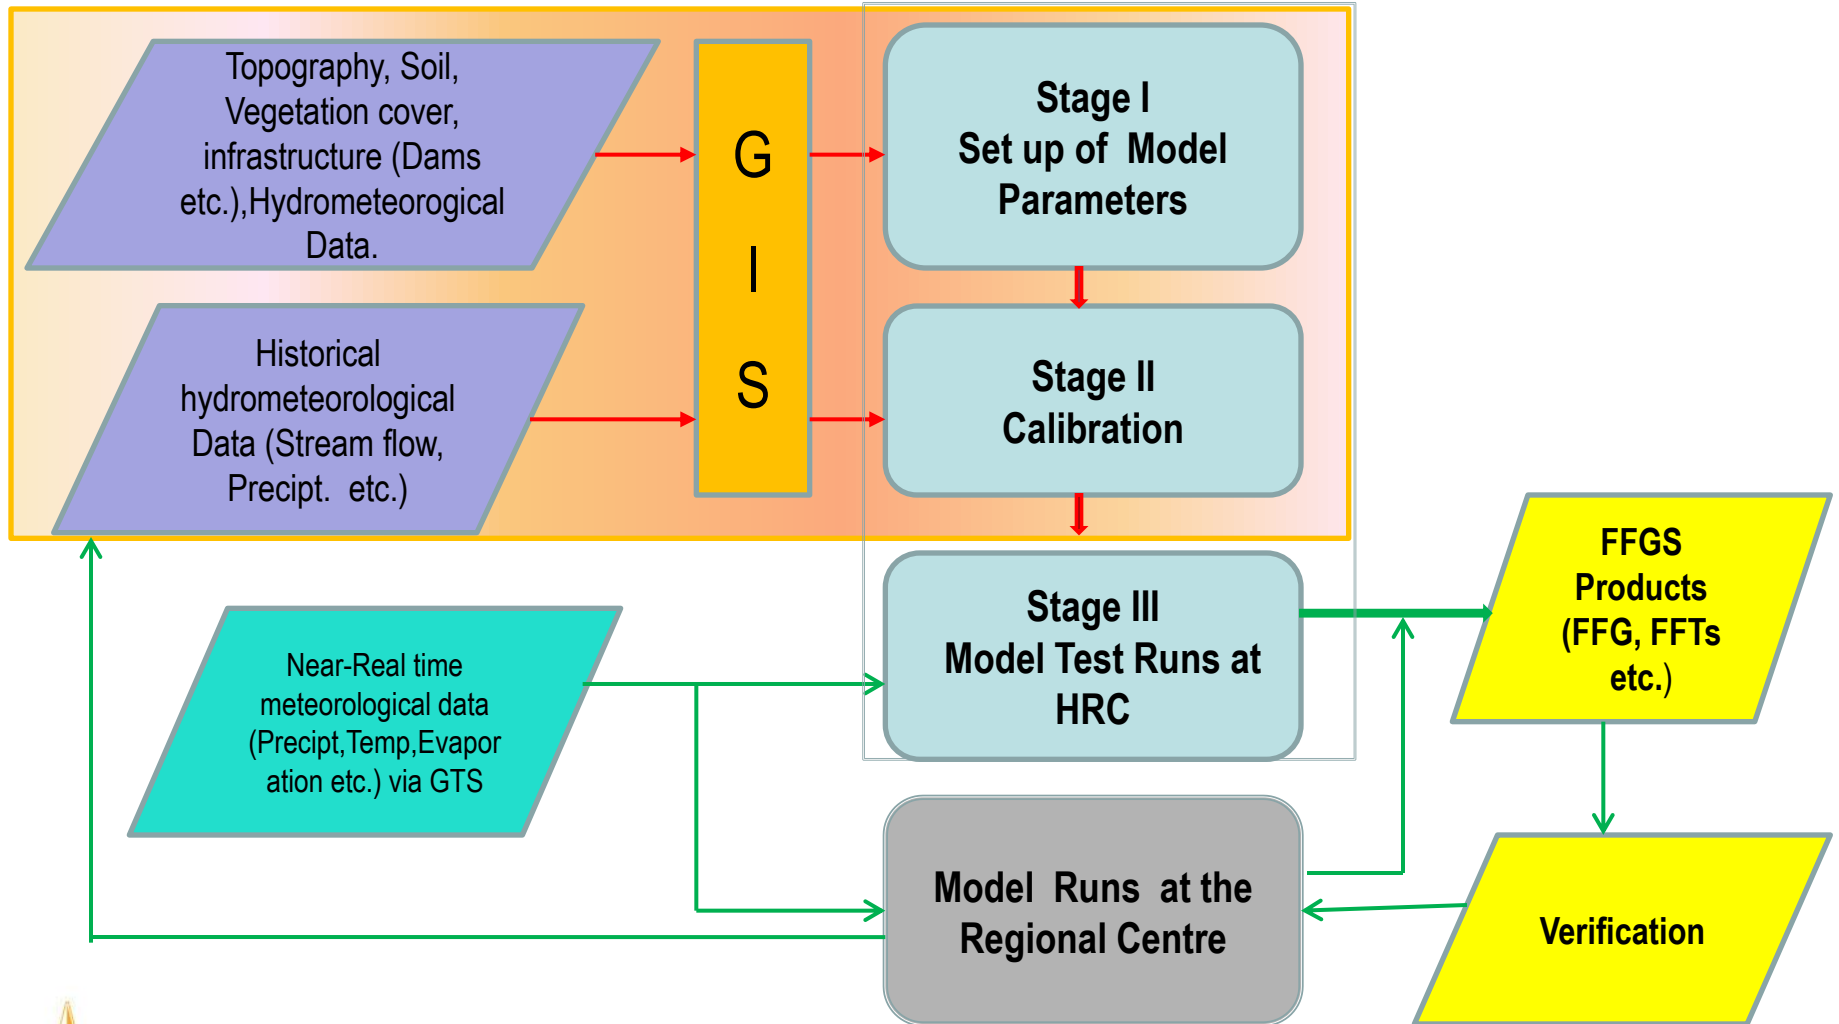 Topography, Soil,
Vegetation cover,
infrastructure (Dams
etc.),Hydrometeorogical
Data.
G
I
S
Stage I
Set up of Model
Parameters
Historical
hydrometeorological
Data (Stream flow,
Precipt. etc.)
Stage II
Calibration
Near-Real time
meteorological data
(Precipt,Temp,Evapor
ation etc.) via GTS
Stage III
Model Test Runs at
HRC
FFGS
Products
(FFG, FFTs
etc.)
Model Runs at the
Regional Centre
Verification